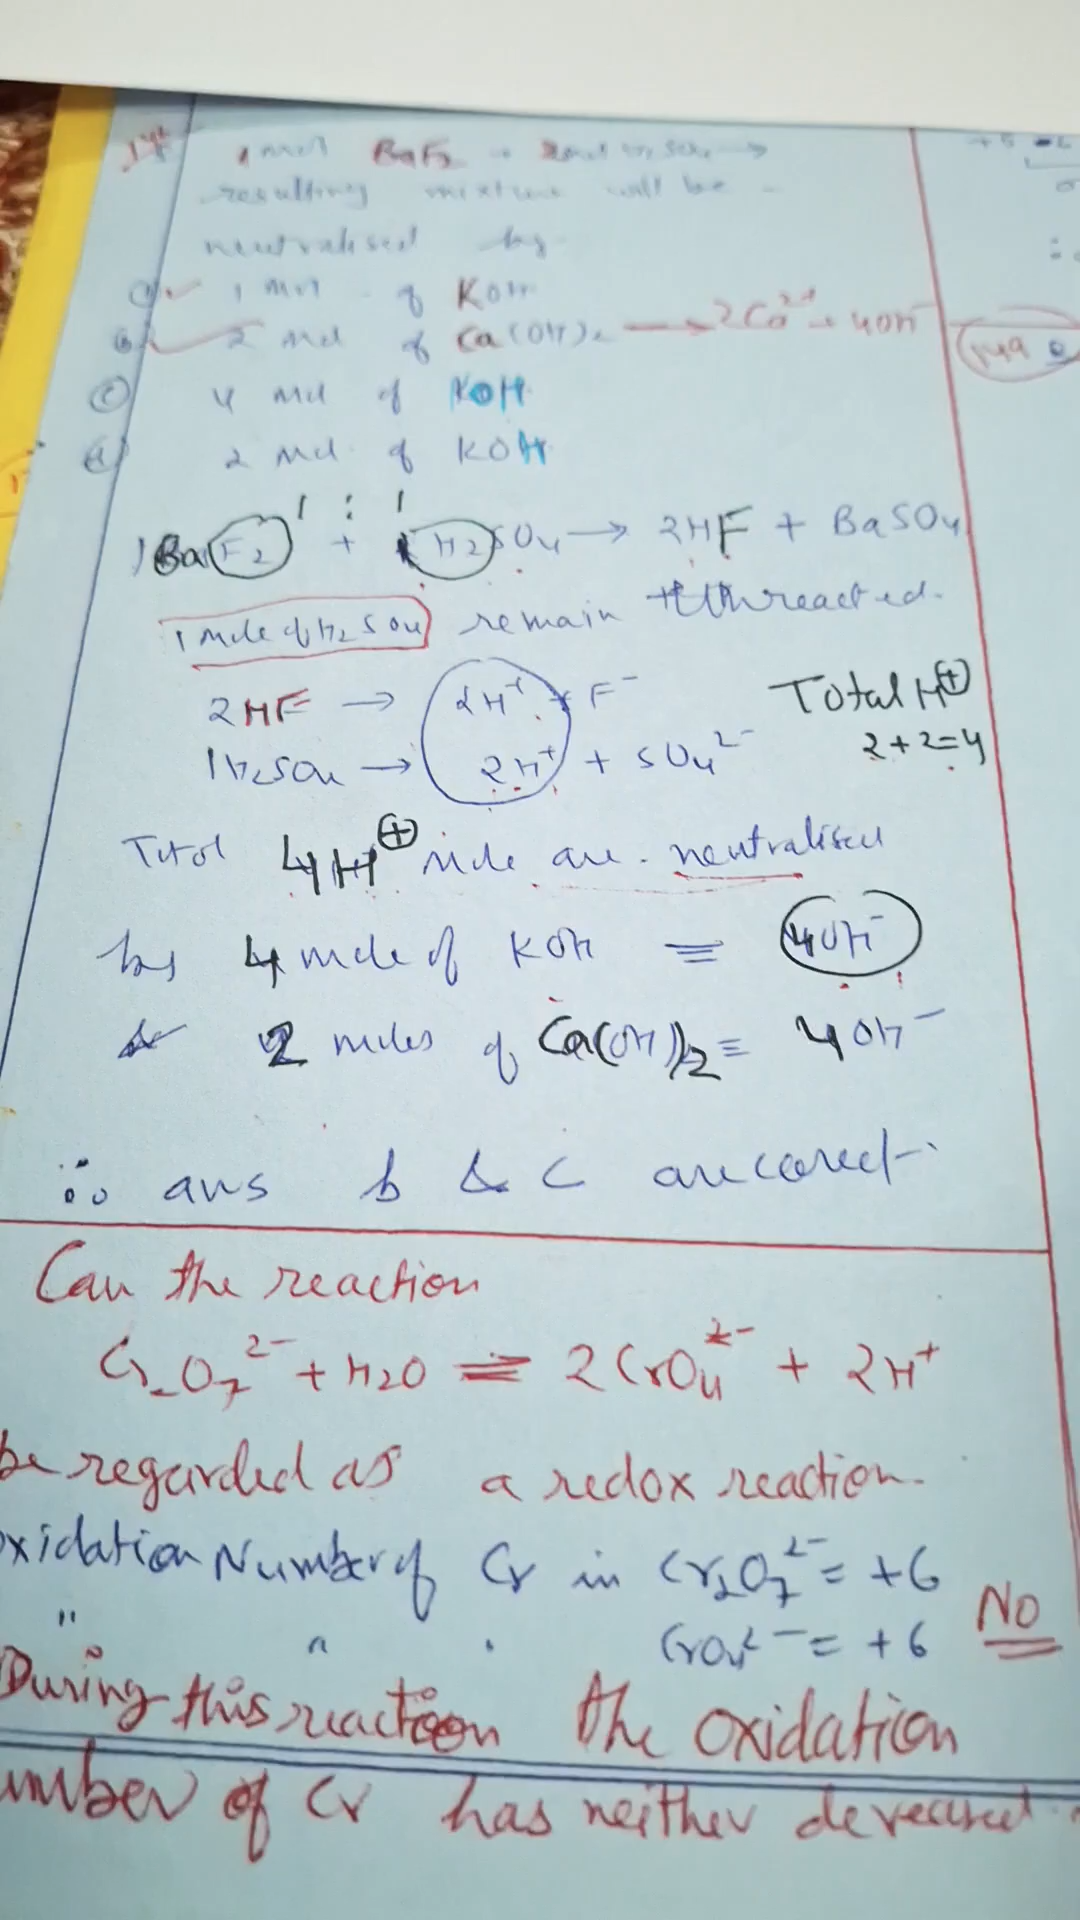 1 mol BaF2 + 2 mol H2SO4 →
resulting mixture will be
neutralised by
a 1 mol of KOH
b 2 mol of Ca(OH)2 → 2Ca2+ + 4OH-
c 4 mol of KOH
d 2 mol of KOH
1 : 1
1BaF2 + 1H2SO4 → 2HF + BaSO4
1 mole of H2SO4 remain Unreacted.
2HF → 2H+ + F-
1H2SO4 → 2H+ + SO4 2-
Total H+
2+2=4
Total 4H+ mole are neutralised
by 4 mole of KOH ≡ 4OH-
& 2 moles of Ca(OH)2 ≡ 4OH-
∴ ans b & c are correct.
Can the reaction
Cr2O7 2- + H2O ⇌ 2CrO4 2- + 2H+
be regarded as a redox reaction.
oxidation Number of Cr in Cr2O7 2- = +6
" " " CrO4 2- = +6
NO
During this reaction the oxidation
umber of Cr has neither decreased